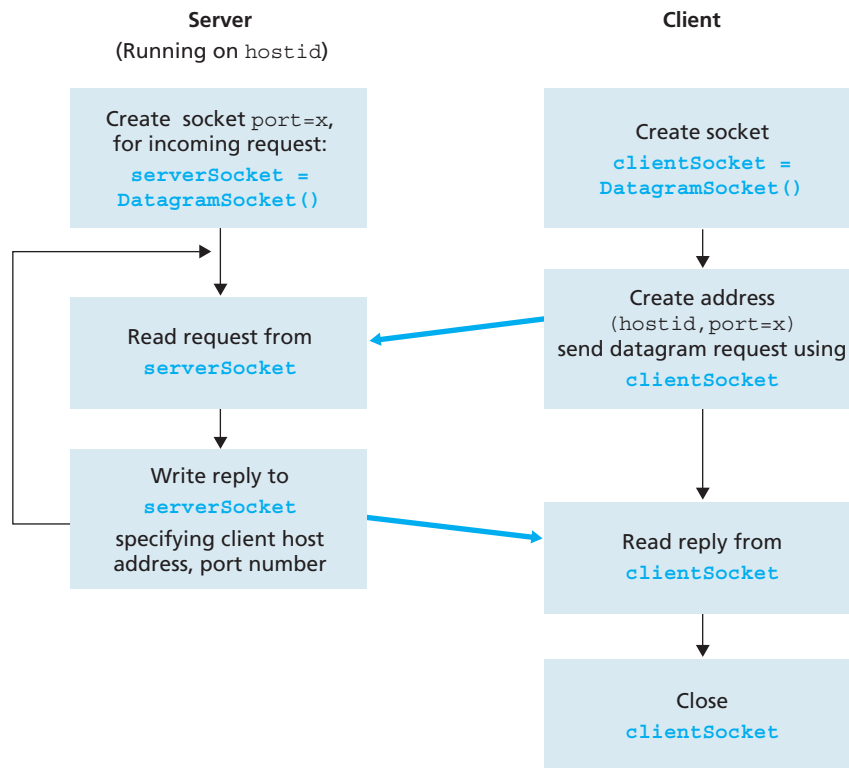 Server
(Running on hostid)
Create socket port=x,
for incoming request:
serverSocket =
DatagramSocket()
Read request from
serverSocket
Write reply to
serverSocket
specifying client host
address, port number
Client
Create socket
clientSocket =
DatagramSocket()
Create address
(hostid,port=x)
send datagram request using
clientSocket
Read reply from
clientSocket
Close
clientSocket